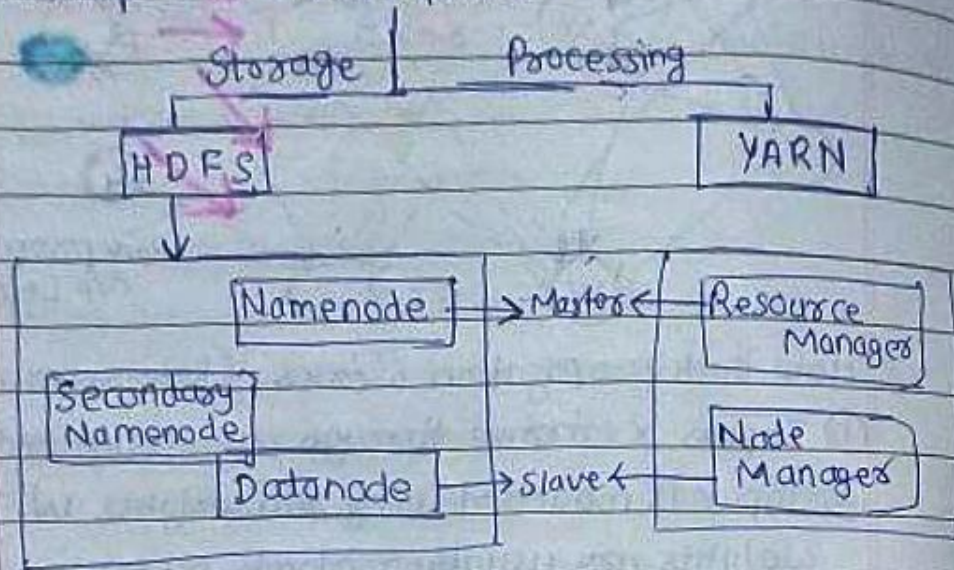 Storage Processing
HDFS YARN
Namenode Master Resource
Manager
Secondary
Namenode
Node
Datanode slave Manager